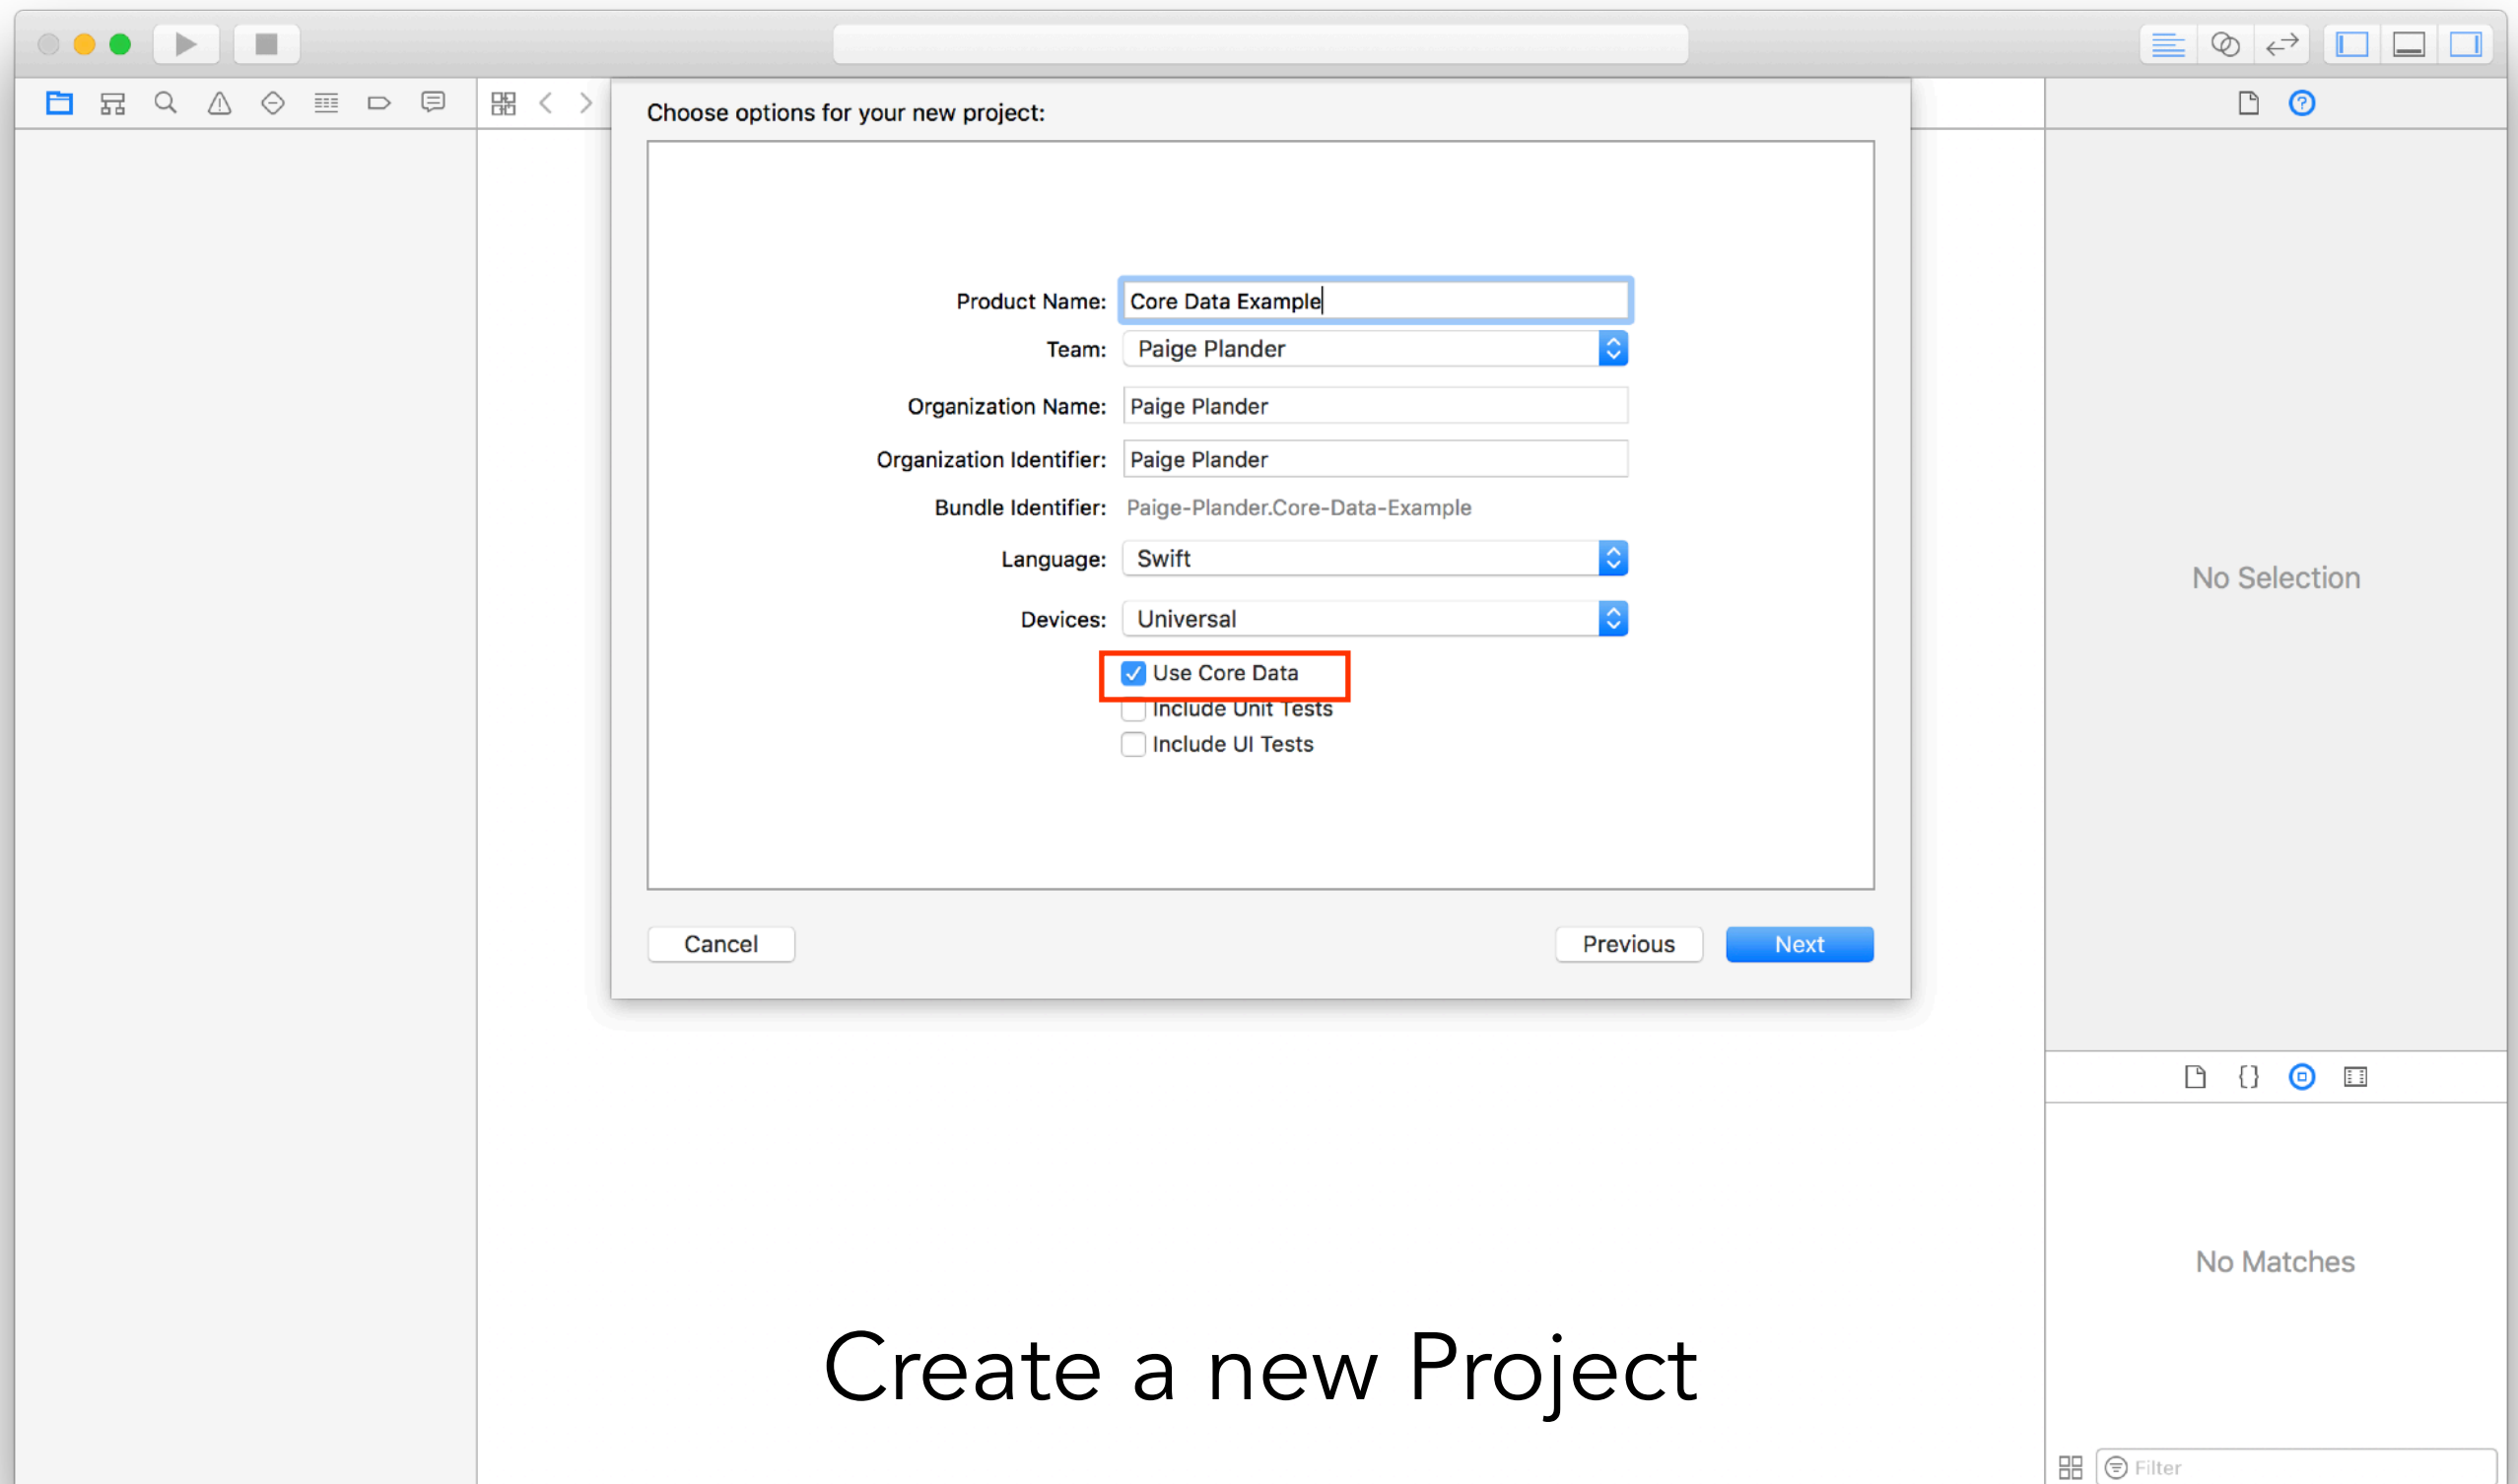 Choose options for your new project:
Product Name: Core Data Example
Team: Paige Plander
Organization Name: Paige Plander
Organization Identifier: Paige Plander
Bundle Identifier: Paige-Plander.Core-Data-Example
Language: Swift
Devices: Universal
Use Core Data
Include Unit Tests
Include UI Tests
Cancel
Previous
Next
No Selection
No Matches
Create a new Project
Filter